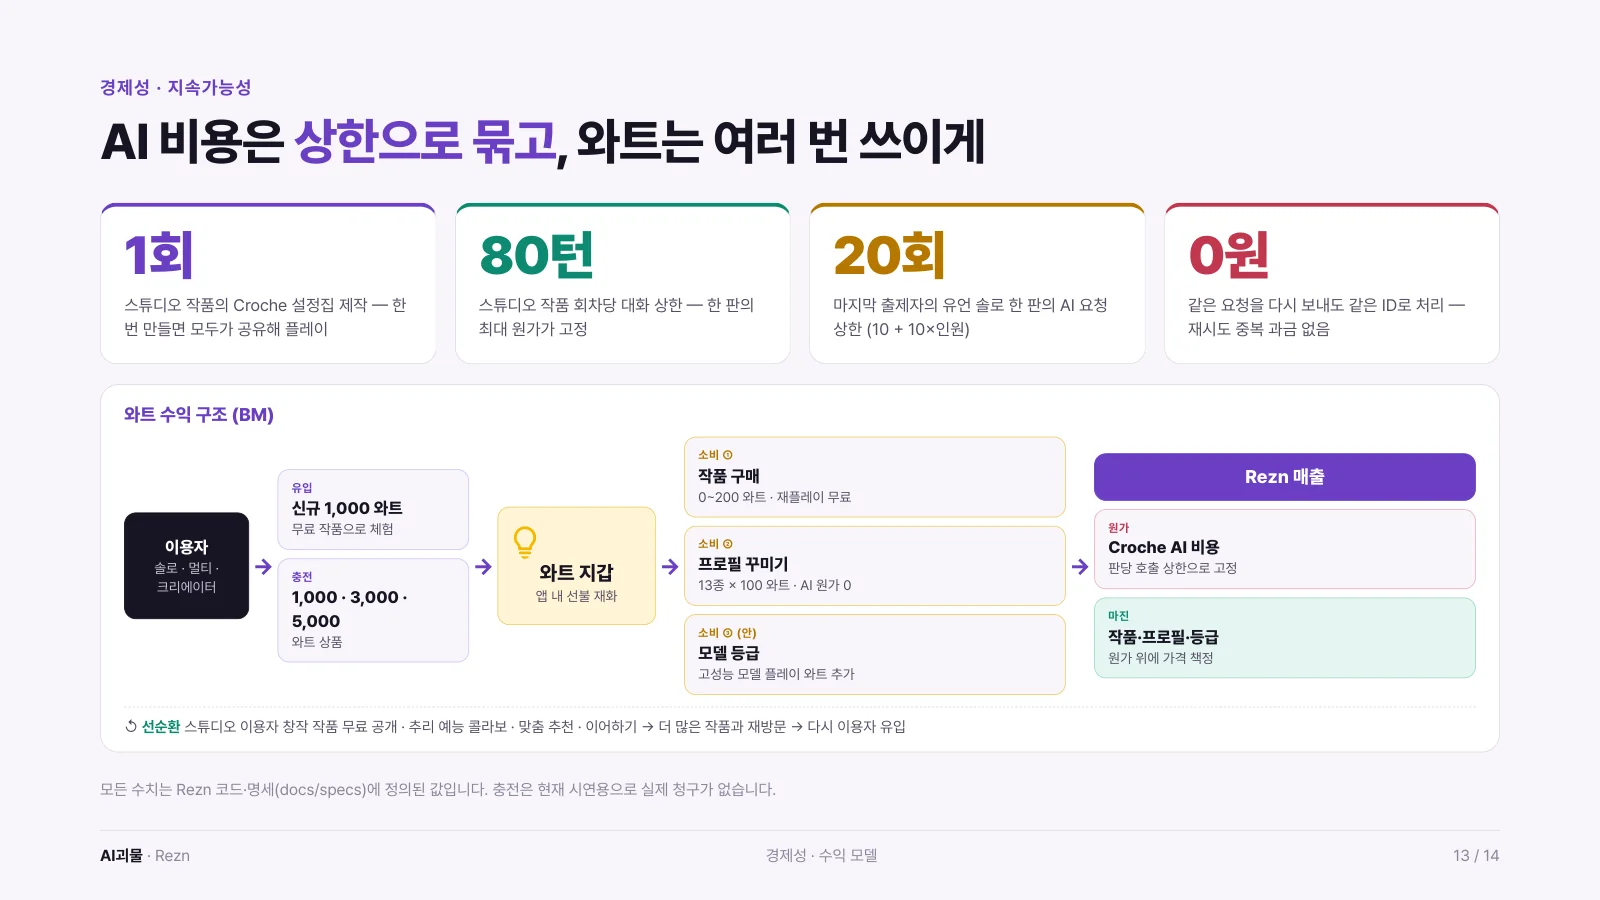 경제성 · 지속가능성
AI 비용은 상한으로 묶고, 와트는 여러 번 쓰이게
1회
스튜디오 작품의 Croche 설정집 제작 — 한
번 만들면 모두가 공유해 플레이
80턴
스튜디오 작품 회차당 대화 상한 — 한 판의
최대 원가가 고정
20회
마지막 출제자의 유언 솔로 한 판의 AI 요청
상한 (10 + 10×인원)
0원
같은 요청을 다시 보내도 같은 ID로 처리 —
재시도 중복 과금 없음
와트 수익 구조 (BM)
이용자
솔로 · 멀티 ·
크리에이터
유입
신규 1,000 와트
무료 작품으로 체험
충전
1,000 · 3,000 ·
5,000
와트 상품
와트 지갑
앱 내 선불 재화
소비 ①
작품 구매
0~200 와트 · 재플레이 무료
소비 ②
프로필 꾸미기
13종 × 100 와트 · AI 원가 0
소비 ③ (안)
모델 등급
고성능 모델 플레이 와트 추가
Rezn 매출
원가
Croche AI 비용
판당 호출 상한으로 고정
마진
작품·프로필·등급
원가 위에 가격 책정
↺ 선순환 스튜디오 이용자 창작 작품 무료 공개 · 추리 예능 콜라보 · 맞춤 추천 · 이어하기 → 더 많은 작품과 재방문 → 다시 이용자 유입
모든 수치는 Rezn 코드·명세(docs/specs)에 정의된 값입니다. 충전은 현재 시연용으로 실제 청구가 없습니다.
AI괴물 · Rezn
경제성 · 수익 모델
13 / 14